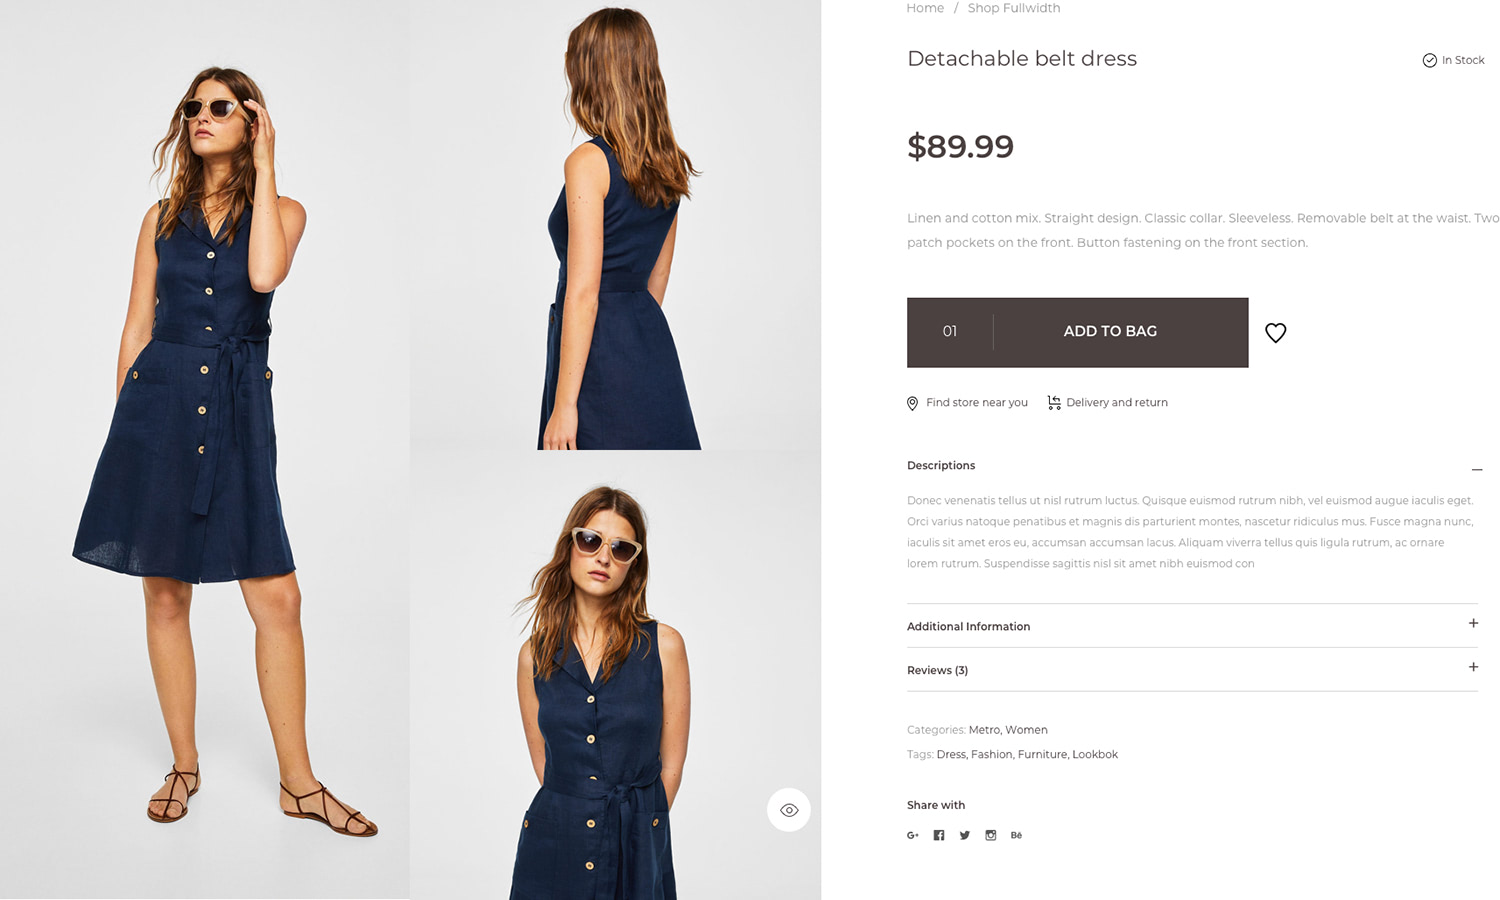 Home / Shop Fullwidth
Detachable belt dress
In Stock
$89.99
Linen and cotton mix. Straight design. Classic collar. Sleeveless. Removable belt at the waist. Two
patch pockets on the front. Button fastening on the front section.
01 ADD TO BAG
Find store near you Delivery and return
Descriptions
Donec venenatis tellus ut nisl rutrum luctus. Quisque euismod rutrum nibh, vel euismod augue iaculis eget.
Orci varius natoque penatibus et magnis dis parturient montes, nascetur ridiculus mus. Fusce magna nunc,
iaculis sit amet eros eu, accumsan accumsan lacus. Aliquam viverra tellus quis ligula rutrum, ac ornare
lorem rutrum. Suspendisse sagittis nisl sit amet nibh euismod con
Additional Information
Reviews (3)
Categories: Metro, Women
Tags: Dress, Fashion, Furniture, Lookbok
Share with
G+ Bē